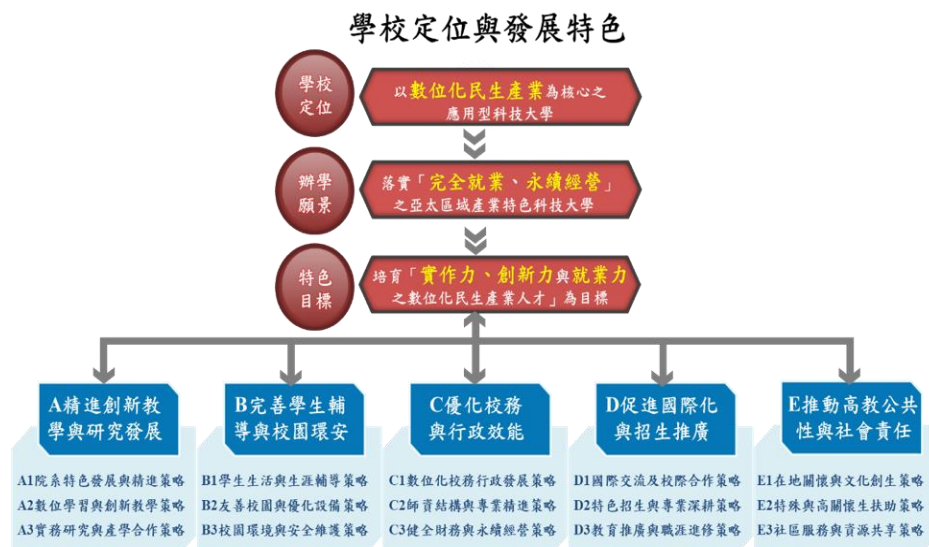 學校定位與發展特色
學校
定位
以數位化民生產業為核心之
應用型科技大學
辦學
願景
落實「完全就業、永續經營」
之亞太區域產業特色科技大學
特色
目標
培育「實作力、創新力與就業力
之數位化民生產業人才」為目標
A精進創新教
學與研究發展
A1院系特色發展與精進策略
A2數位學習與創新教學策略
A3實務研究與產學合作策略
B完善學生輔
導與校園環安
B1學生生活與生涯輔導策略
B2友善校園與優化設備策略
B3校園環境與安全維護策略
C優化校務
與行政效能
C1數位化校務行政發展策略
C2師資結構與專業精進策略
C3健全財務與永續經營策略
D促進國際化
與招生推廣
D1國際交流及校際合作策略
D2特色招生與專業深耕策略
D3教育推廣與職涯進修策略
E推動高教公共
性與社會責任
E1在地關懷與文化創生策略
E2特殊與高關懷生扶助策略
E3社區服務與資源共享策略